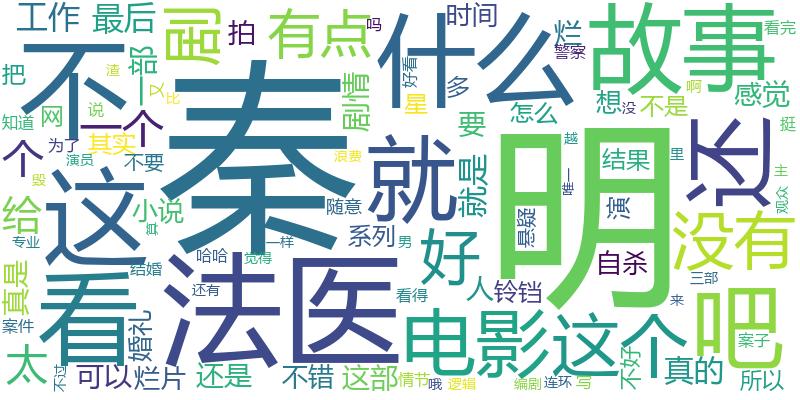 工作
最后
剧
拍
有点
吗
什么
时间
烂
警察
故事
看完
不
把
渣
又
比
一部
网
说
一个
知道
为了
个
其实
演员
不要
毁
秦
剧情
好看
星
多
怎么
想
没
不是
啊
感觉
挺
浪费
要
就
就是
越
里
结果
还
明
唯一
演
主
观众
悬疑
这
给
小说
专业
算
随意
系列
男
好
没有
哈哈
一样
觉得
还有
结婚
自杀
人
铃铛
三部
来
看
法医
看得
真是
案件
婚礼
太
不过
可以
烂片
还是
不错
这部
情节
哦
电影
逻辑
这个
编剧
连环
写
不好
真的
吧
案子
所以